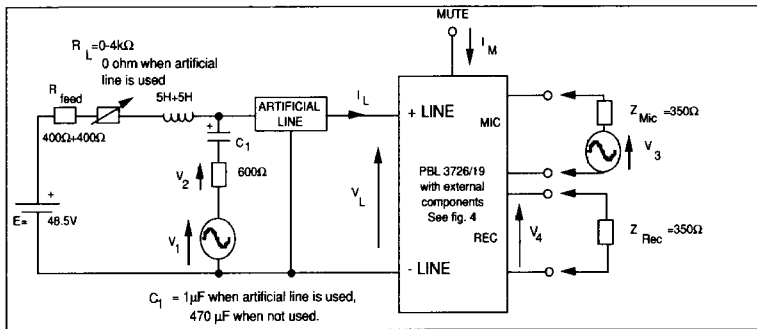 MUTE
I M
R L =0-4kΩ
0 ohm when artificial
line is used
R feed
400Ω+400Ω
5H+5H
ARTIFICIAL
LINE
I L
+
C 1
V 2
600Ω
V 1
+
E=
48.5V
V L
+ LINE
MIC
PBL 3726/19
with external
components
See fig. 4
REC
- LINE
Z Mic =350Ω
V 3
V 4
Z Rec =350Ω
C 1 = 1µF when artificial line is used,
470 µF when not used.